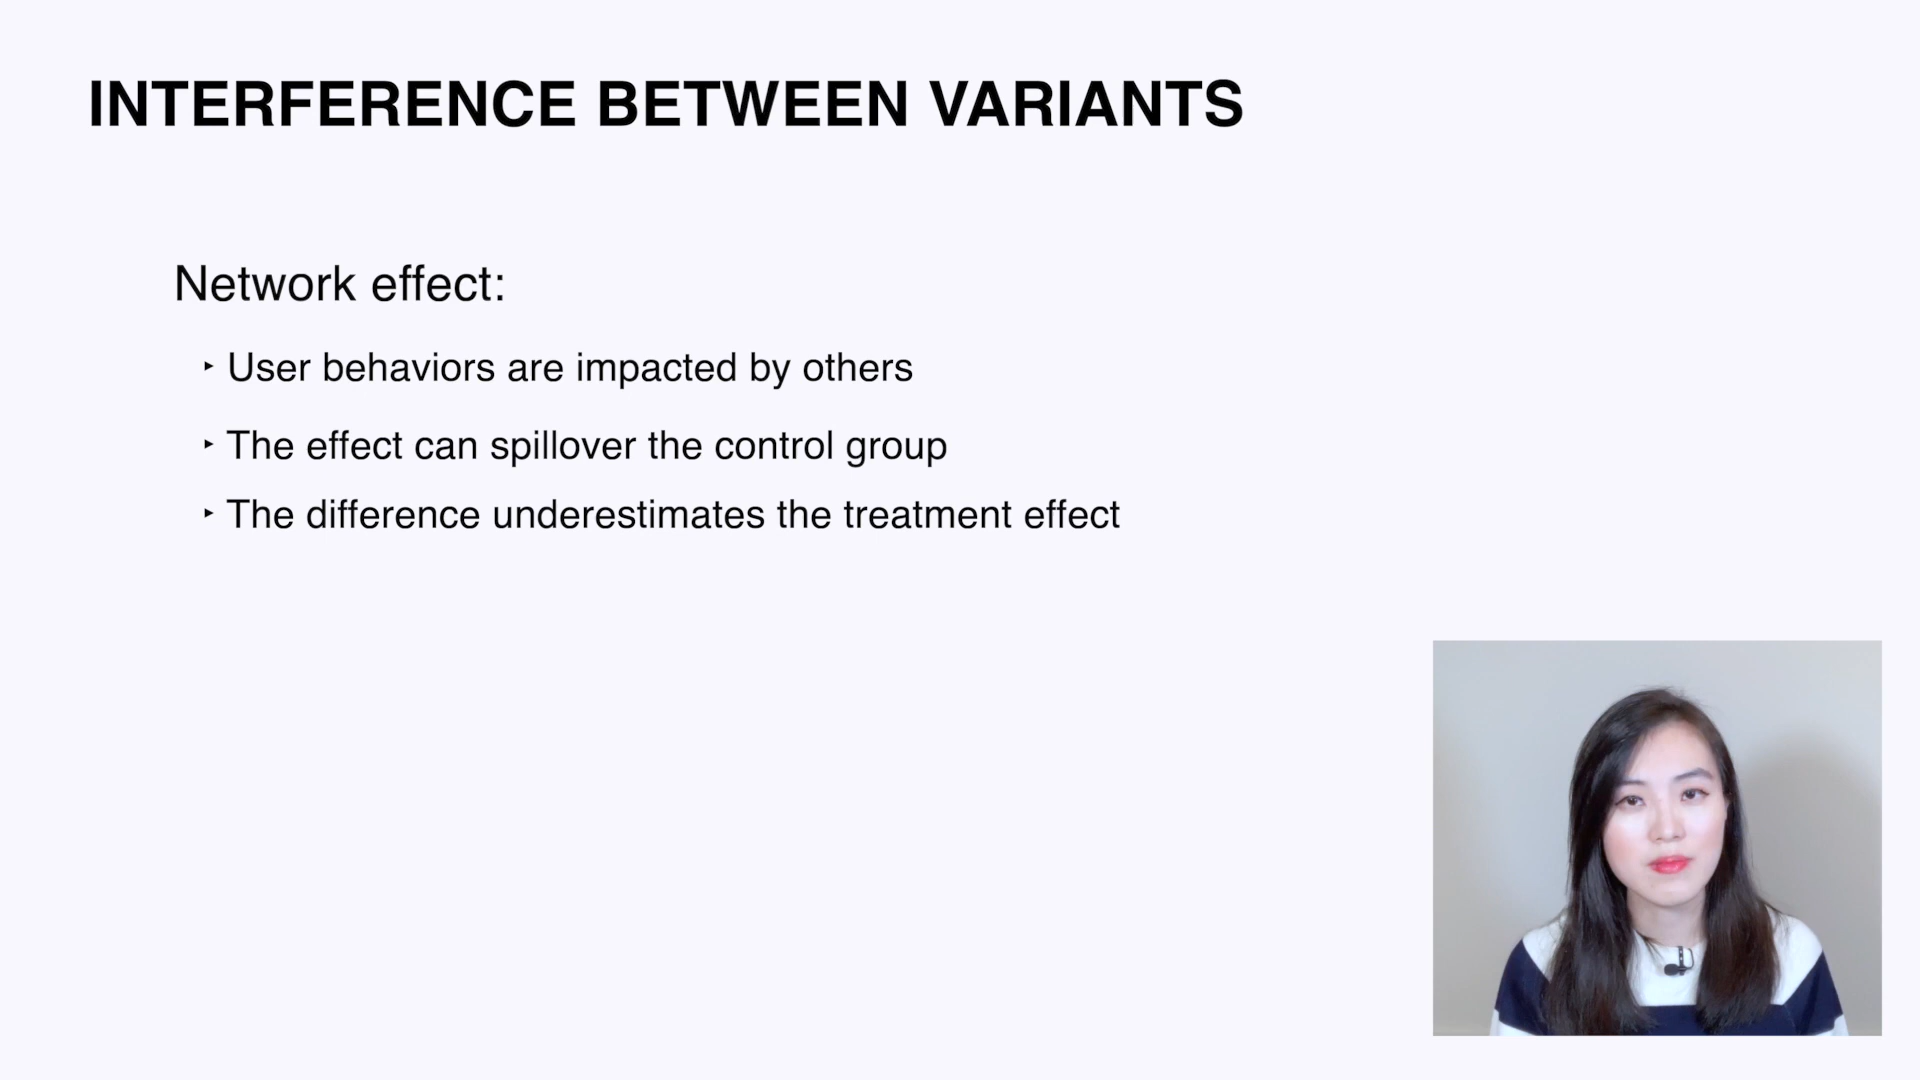 INTERFERENCE BETWEEN VARIANTS
Network effect:
‣ User behaviors are impacted by others
‣ The effect can spillover the control group
‣ The difference underestimates the treatment effect